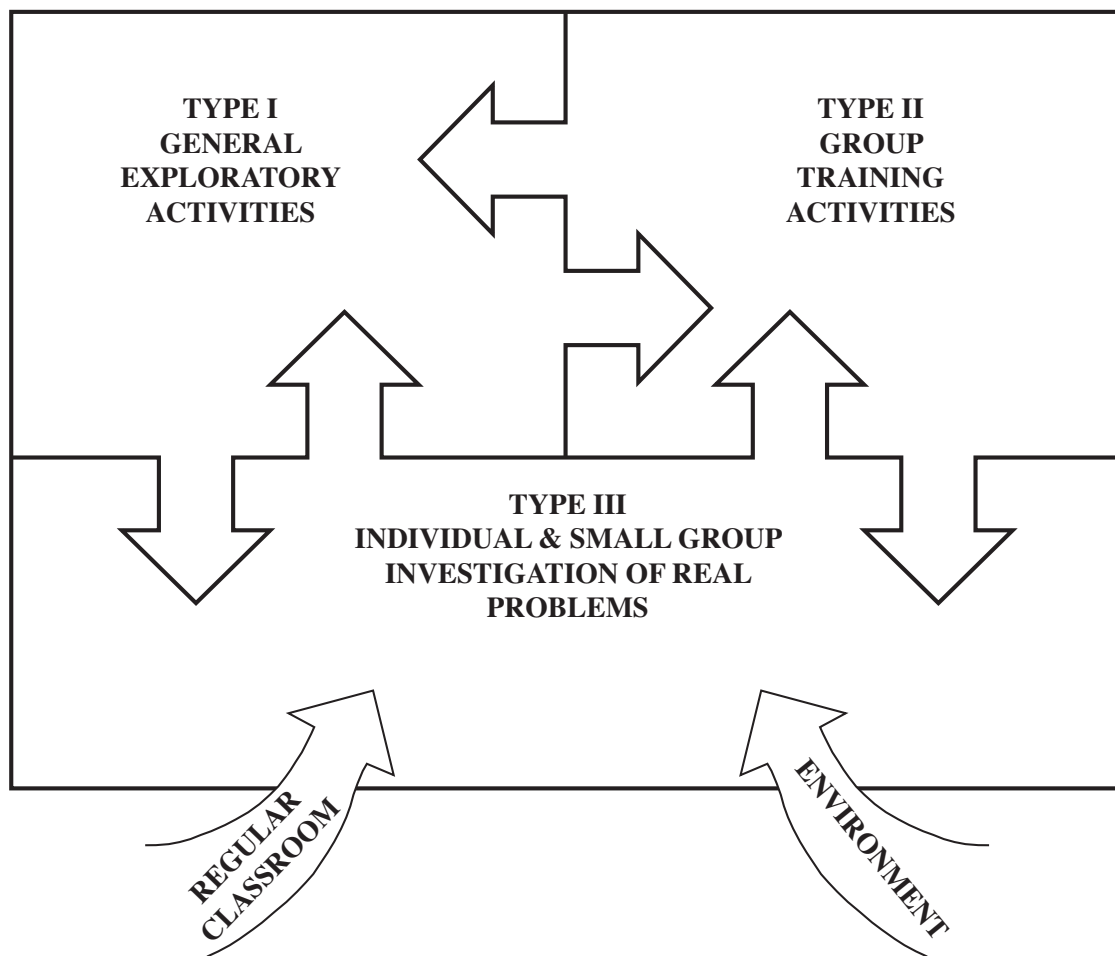 TYPE I
GENERAL
EXPLORATORY
ACTIVITIES
TYPE II
GROUP
TRAINING
ACTIVITIES
TYPE III
INDIVIDUAL & SMALL GROUP
INVESTIGATION OF REAL
PROBLEMS
REGULAR
CLASSROOM
ENVIRONMENT